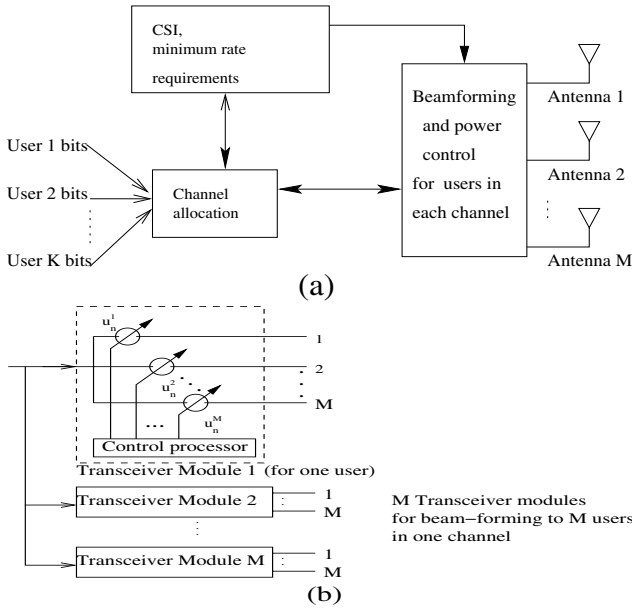 CSI,
minimum rate
requirements
Beamforming
and power
control
for users in
each channel
Antenna 1
Antenna 2
Antenna M
User 1 bits
User 2 bits
User K bits
Channel
allocation
(a)
u_n^1
1
u_n^2
2
u_n^M
M
Control processor
Transceiver Module 1 (for one user)
Transceiver Module 2
1
M
Transceiver Module M
1
M
M Transceiver modules
for beam-forming to M users
in one channel
(b)